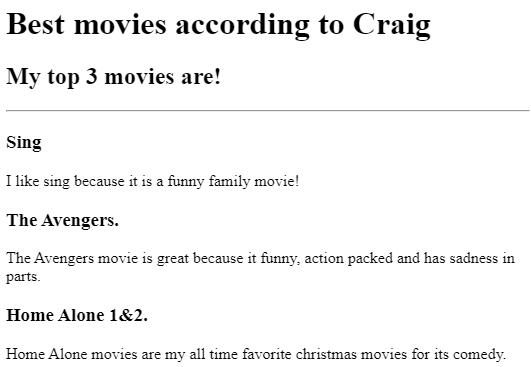 Best movies according to Craig
My top 3 movies are!
Sing
I like sing because it is a funny family movie!
The Avengers.
The Avengers movie is great because it funny, action packed and has sadness in
parts.
Home Alone 1&2.
Home Alone movies are my all time favorite christmas movies for its comedy.